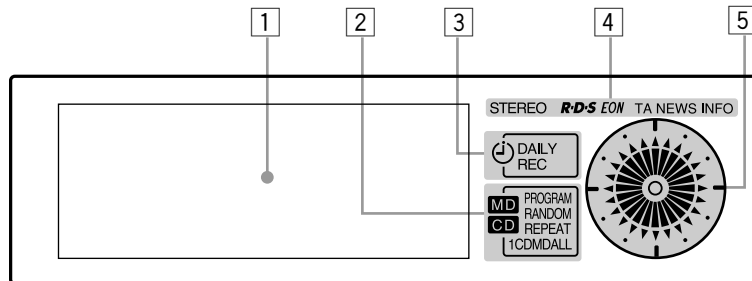 1 2 3 4 5
STEREO R·D·S EON TA NEWS INFO
DAILY
REC
MD PROGRAM
RANDOM
CD REPEAT
1CDMDALL